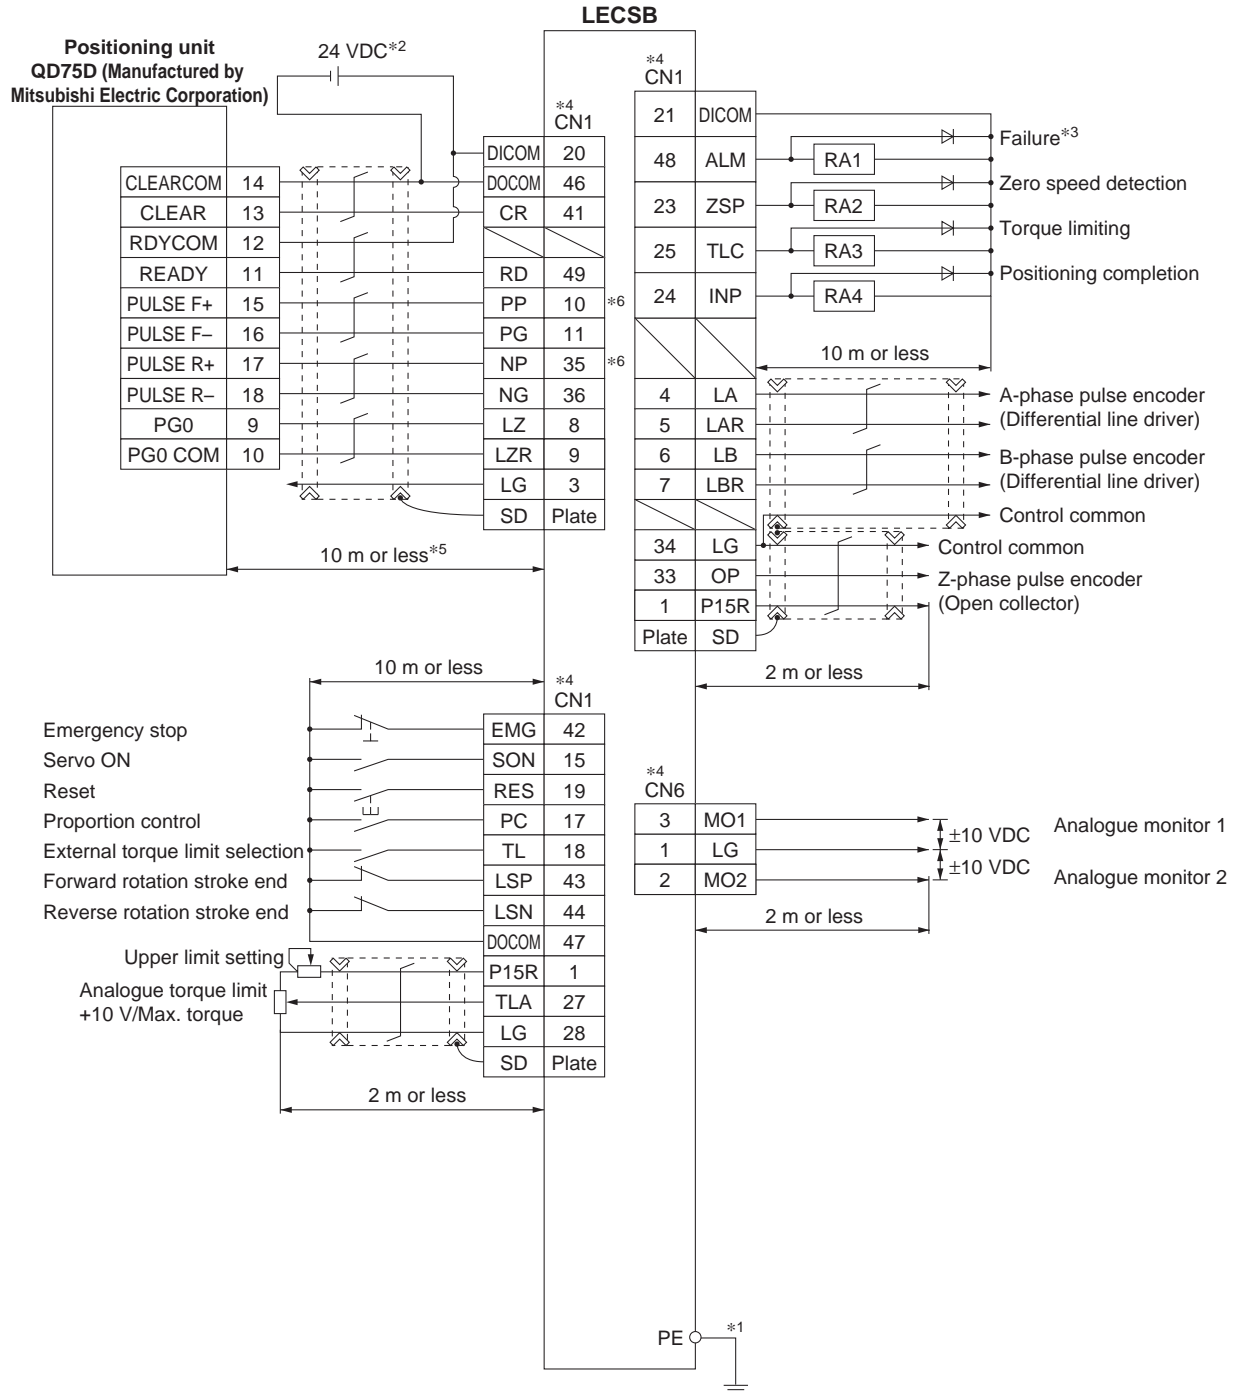 LECSB
Positioning unit
QD75D (Manufactured by
Mitsubishi Electric Corporation)
24 VDC*2
*4
CN1
DICOM 20
CLEARCOM 14 DOCOM 46
CLEAR 13 CR 41
RDYCOM 12
READY 11 RD 49
PULSE F+ 15 PP 10 *6
PULSE F– 16 PG 11
PULSE R+ 17 NP 35 *6
PULSE R– 18 NG 36
PG0 9 LZ 8
PG0 COM 10 LZR 9
LG 3
SD Plate
10 m or less*5
*4
CN1
21 DICOM
Failure*3
48 ALM RA1
Zero speed detection
23 ZSP RA2
Torque limiting
25 TLC RA3
Positioning completion
24 INP RA4
10 m or less
4 LA A-phase pulse encoder
5 LAR (Differential line driver)
6 LB B-phase pulse encoder
7 LBR (Differential line driver)
Control common
34 LG Control common
33 OP Z-phase pulse encoder
1 P15R (Open collector)
Plate SD
2 m or less
10 m or less
*4
CN1
Emergency stop EMG 42
Servo ON SON 15
Reset RES 19
Proportion control PC 17
External torque limit selection TL 18
Forward rotation stroke end LSP 43
Reverse rotation stroke end LSN 44
DOCOM 47
Upper limit setting P15R 1
Analogue torque limit
+10 V/Max. torque TLA 27
LG 28
SD Plate
2 m or less
*4
CN6
3 MO1 Analogue monitor 1
±10 VDC
1 LG
±10 VDC
2 MO2 Analogue monitor 2
2 m or less
PE *1